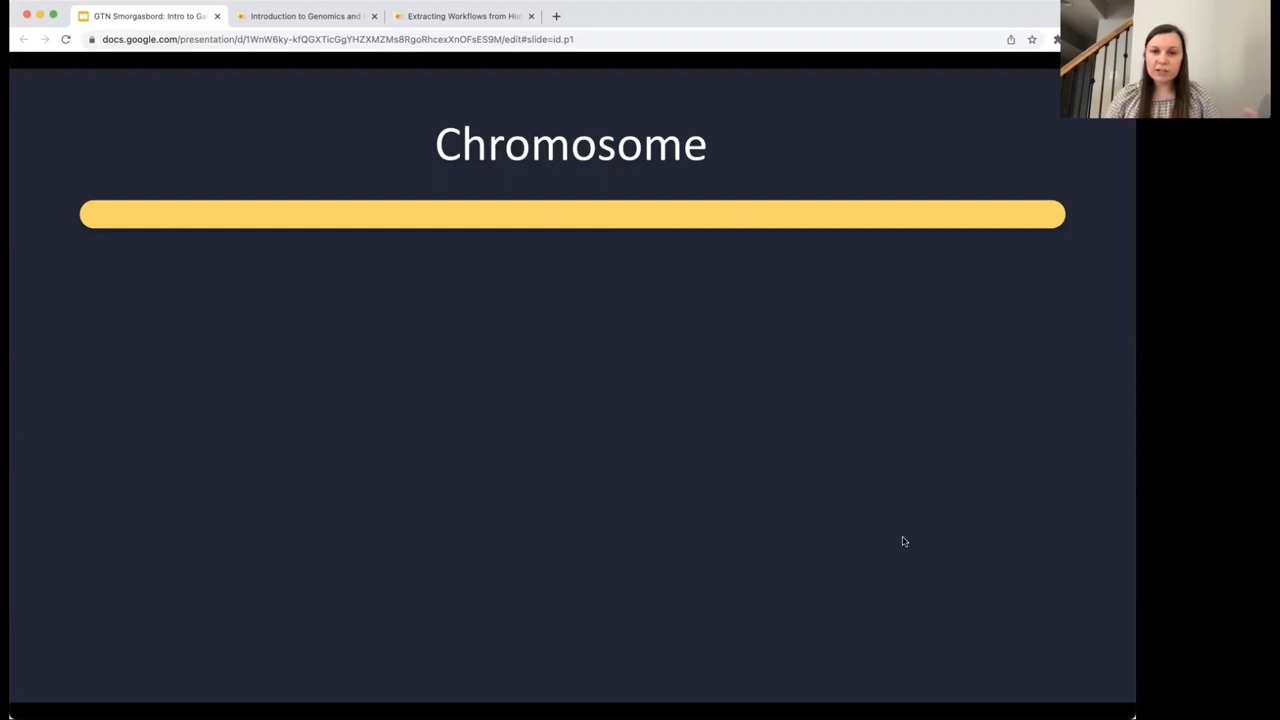 GTN Smorgasbord: Intro to Ga
Introduction to Genomics and
Extracting Workflows from His
docs.google.com/presentation/d/1WnW6ky-kfQGXTicGgYHZXMZMs8RgoRhcexXnOFsES9M/edit#slide=id.p1
Chromosome